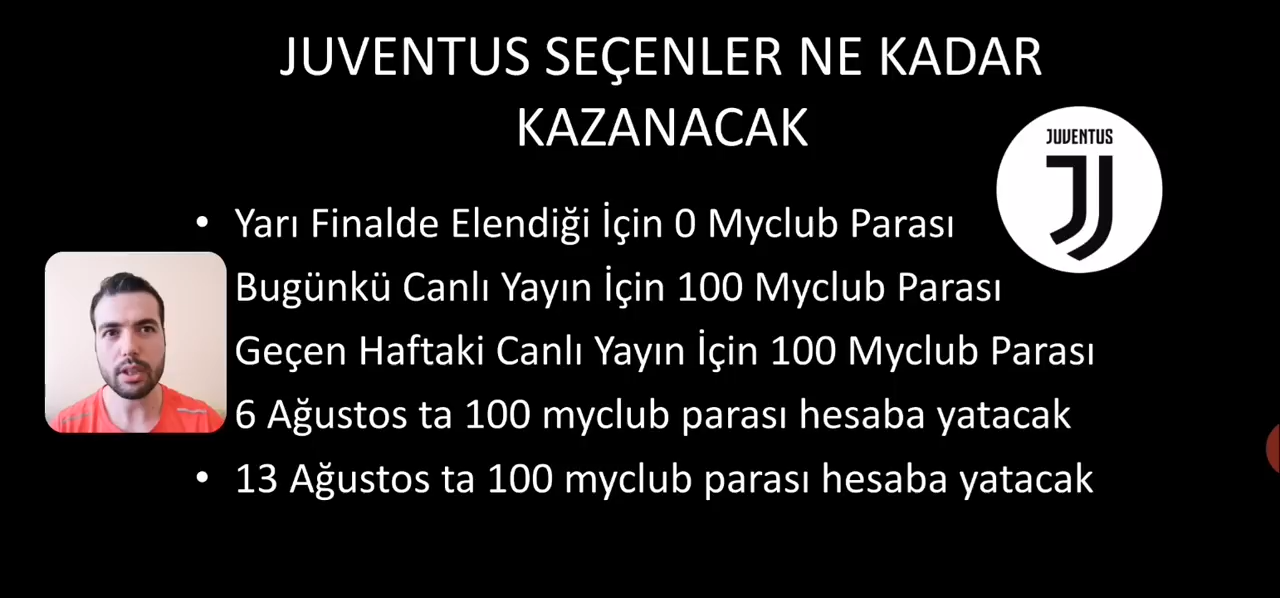 JUVENTUS SEÇENLER NE KADAR
KAZANACAK
JUVENTUS
• Yarı Finalde Elendiği İçin 0 Myclub Parası
Bugünkü Canlı Yayın İçin 100 Myclub Parası
Geçen Haftaki Canlı Yayın İçin 100 Myclub Parası
6 Ağustos ta 100 myclub parası hesaba yatacak
• 13 Ağustos ta 100 myclub parası hesaba yatacak